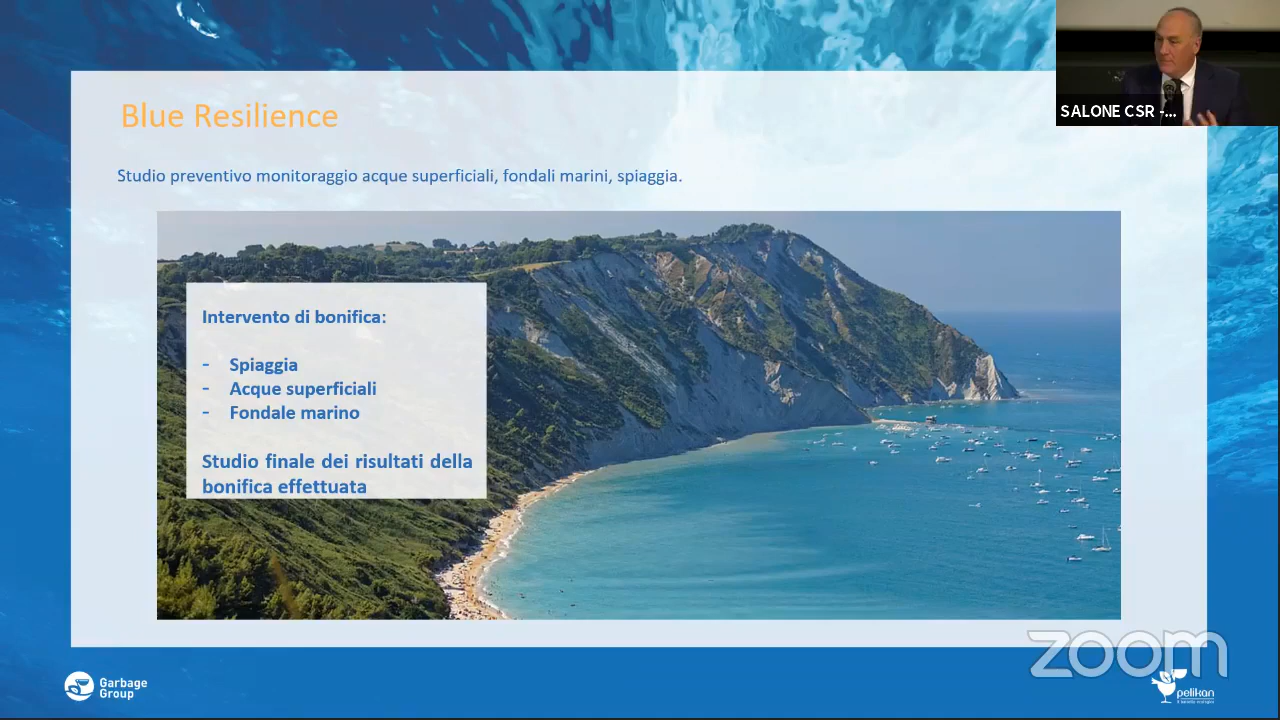 Blue Resilience
SALONE CSR -...
Studio preventivo monitoraggio acque superficiali, fondali marini, spiaggia.
Intervento di bonifica:
- Spiaggia
- Acque superficiali
- Fondale marino
Studio finale dei risultati della
bonifica effettuata
zoom
Garbage
Group
pelikan